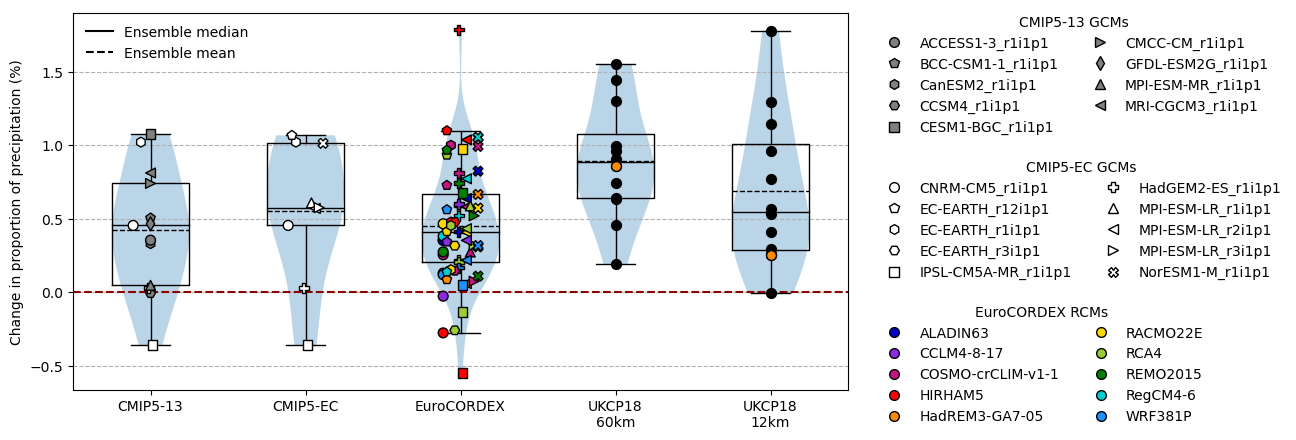 Change in proportion of precipitation (%)
1.5
1.0
0.5
0.0
−0.5
Ensemble median
Ensemble mean
CMIP5-13
CMIP5-EC
EuroCORDEX
UKCP18
60km
UKCP18
12km
CMIP5-13 GCMs
ACCESS1-3_r1i1p1
BCC-CSM1-1_r1i1p1
CanESM2_r1i1p1
CCSM4_r1i1p1
CESM1-BGC_r1i1p1
CMCC-CM_r1i1p1
GFDL-ESM2G_r1i1p1
MPI-ESM-MR_r1i1p1
MRI-CGCM3_r1i1p1
CMIP5-EC GCMs
CNRM-CM5_r1i1p1
EC-EARTH_r12i1p1
EC-EARTH_r1i1p1
EC-EARTH_r3i1p1
IPSL-CM5A-MR_r1i1p1
HadGEM2-ES_r1i1p1
MPI-ESM-LR_r1i1p1
MPI-ESM-LR_r2i1p1
MPI-ESM-LR_r3i1p1
NorESM1-M_r1i1p1
EuroCORDEX RCMs
ALADIN63
CCLM4-8-17
COSMO-crCLIM-v1-1
HIRHAM5
HadREM3-GA7-05
RACMO22E
RCA4
REMO2015
RegCM4-6
WRF381P